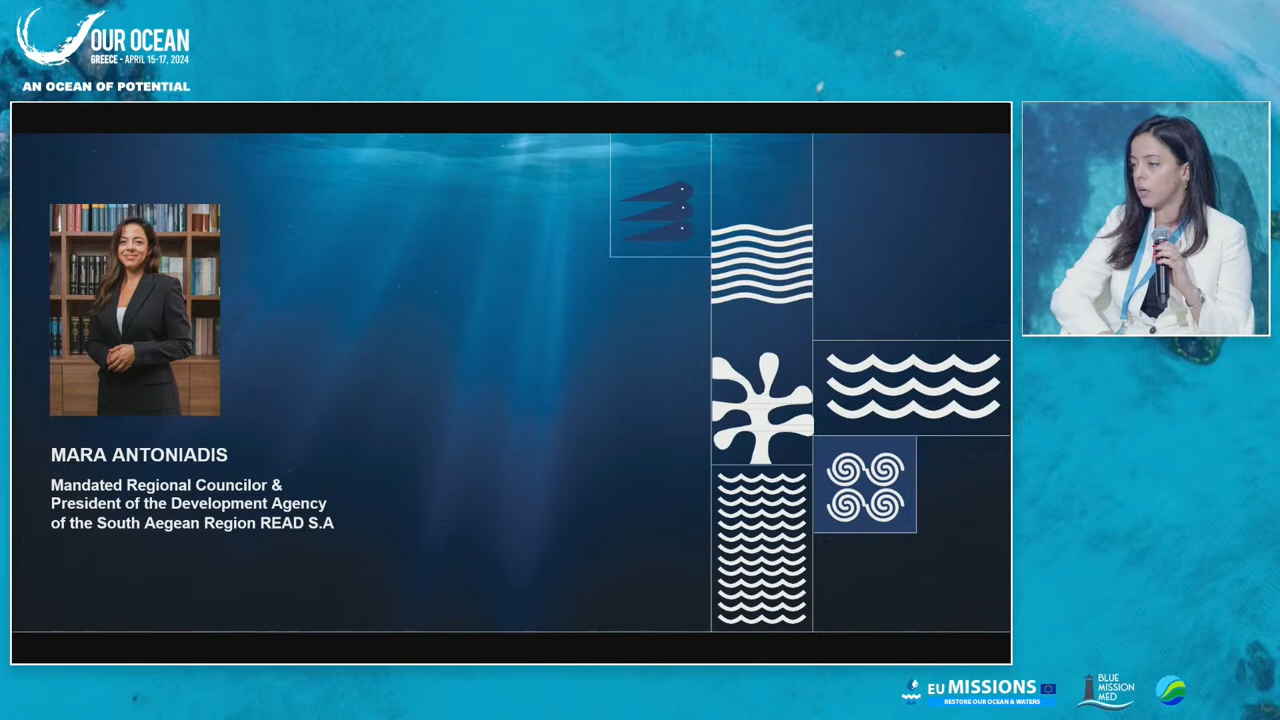 OUR OCEAN
GREECE - APRIL 15-17, 2024
AN OCEAN OF POTENTIAL
MARA ANTONIADIS
Mandated Regional Councilor &
President of the Development Agency
of the South Aegean Region READ S.A
EU MISSIONS
RESTORE OUR OCEAN & WATERS
BLUE
MISSION
MED